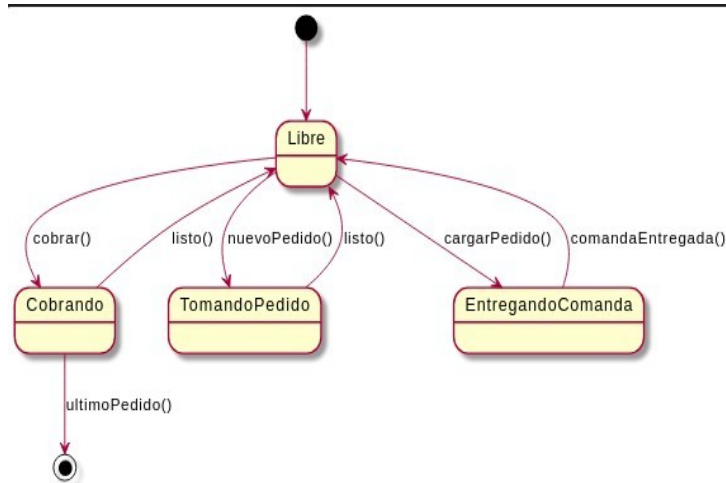 Libre
cobrar()
listo()
nuevoPedido()
listo()
cargarPedido()
comandaEntregada()
Cobrando
TomandoPedido
EntregandoComanda
ultimoPedido()